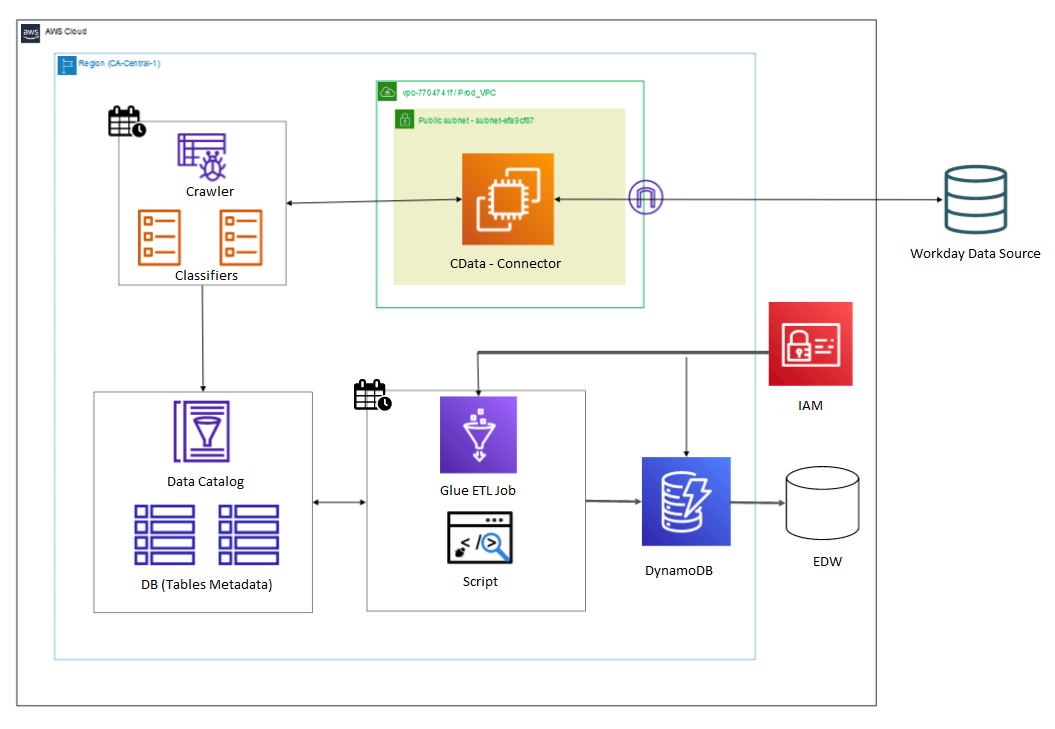 aws
AWS Cloud
Region (CA-Central-1)
vpc-7704741f / Prod_VPC
Public subnet - subnet-efa9cf87
Crawler
Classifiers
CData - Connector
Workday Data Source
IAM
Data Catalog
DB (Tables Metadata)
Glue ETL Job
Script
DynamoDB
EDW